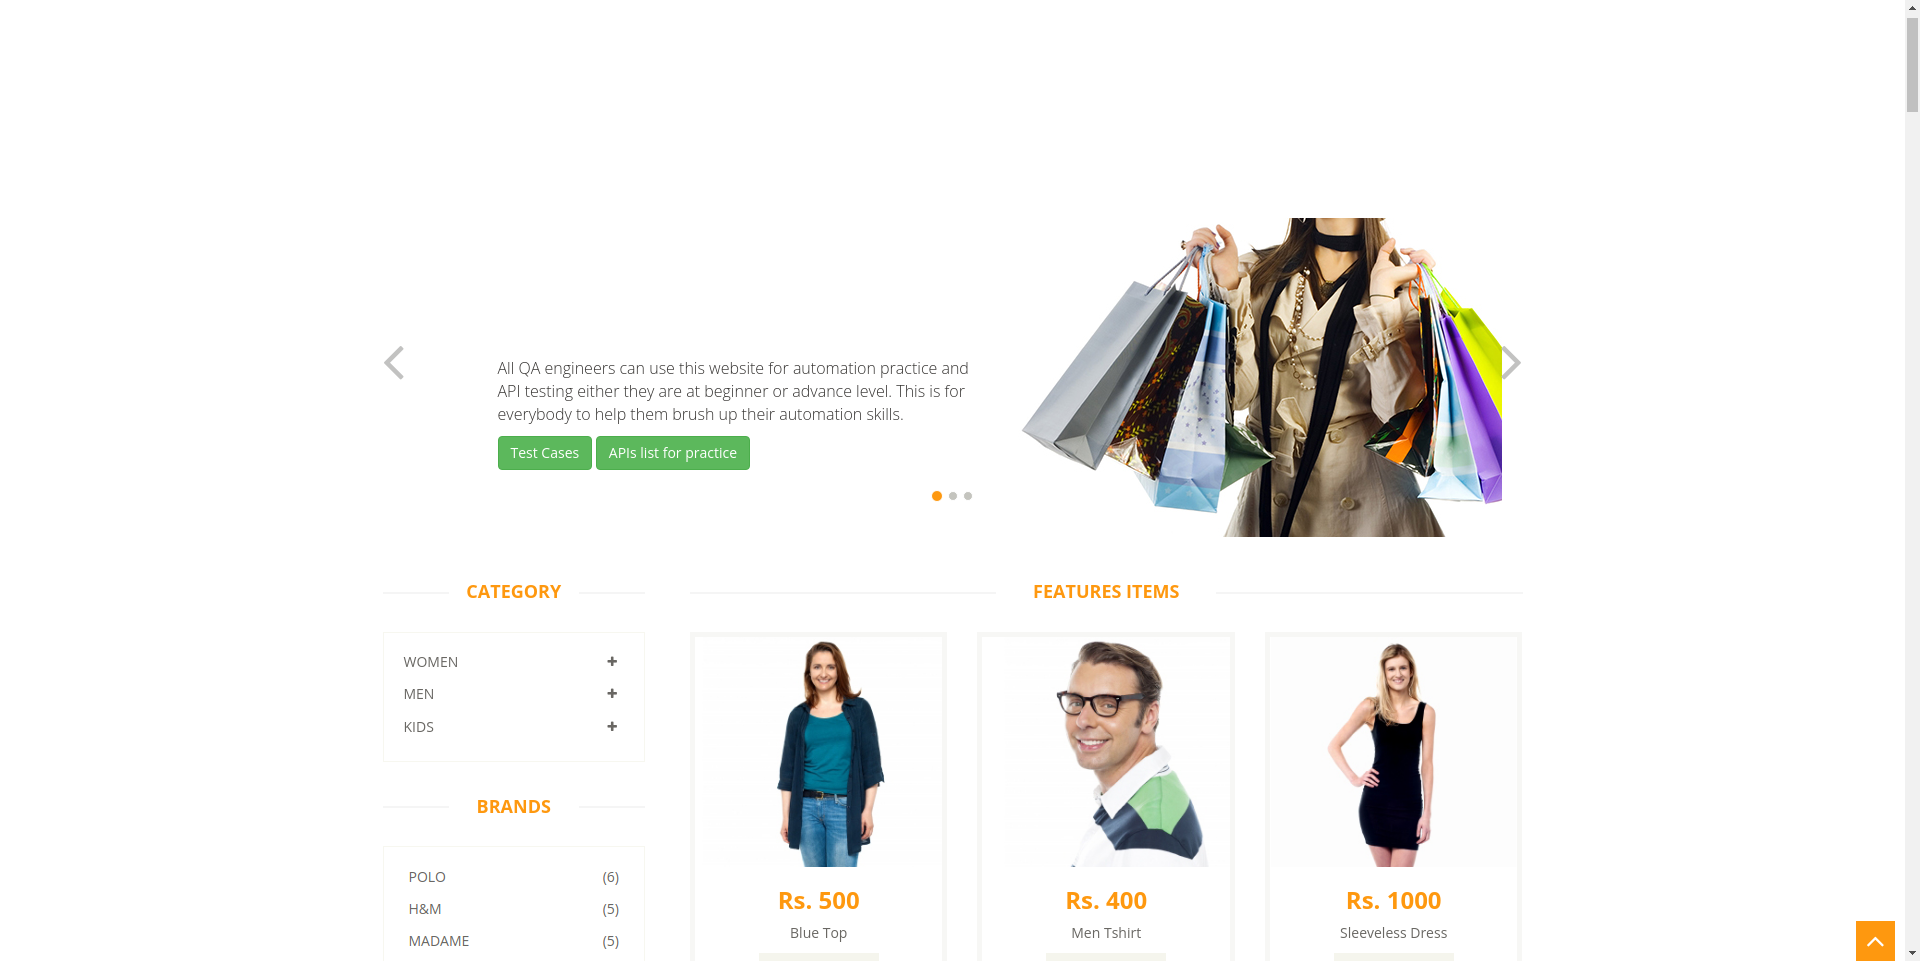 All QA engineers can use this website for automation practice and
API testing either they are at beginner or advance level. This is for
everybody to help them brush up their automation skills.
Test Cases
APIs list for practice
CATEGORY
WOMEN
MEN
KIDS
BRANDS
POLO (6)
H&M (5)
MADAME (5)
FEATURES ITEMS
Rs. 500
Blue Top
Rs. 400
Men Tshirt
Rs. 1000
Sleeveless Dress